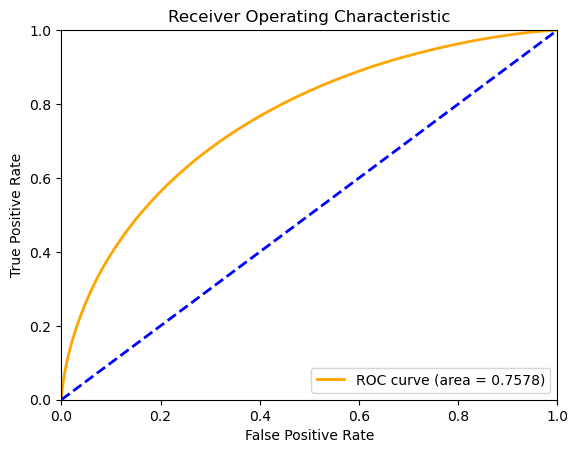 Receiver Operating Characteristic
1.0
0.8
0.6
0.4
0.2
0.0
True Positive Rate
ROC curve (area = 0.7578)
0.0 0.2 0.4 0.6 0.8 1.0
False Positive Rate